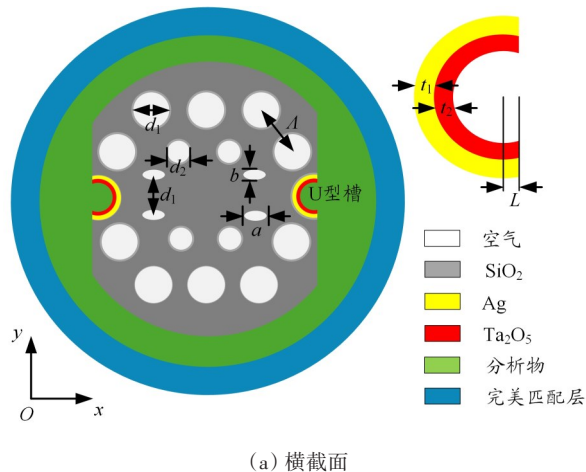 t₁
t₂
L
d₁
Λ
d₂
b
d₁
a
U型槽
空气
SiO₂
Ag
Ta₂O₅
分析物
完美匹配层
y
O
x
(a) 横截面